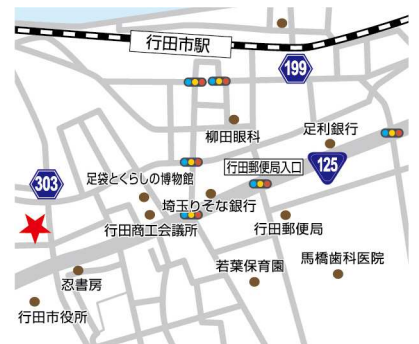 行田市駅
199
柳田眼科
足利銀行
303
足袋とくらしの博物館
行田郵便局入口
125
埼玉りそな銀行
行田商工会議所
行田郵便局
若葉保育園
馬橋歯科医院
忍書房
行田市役所